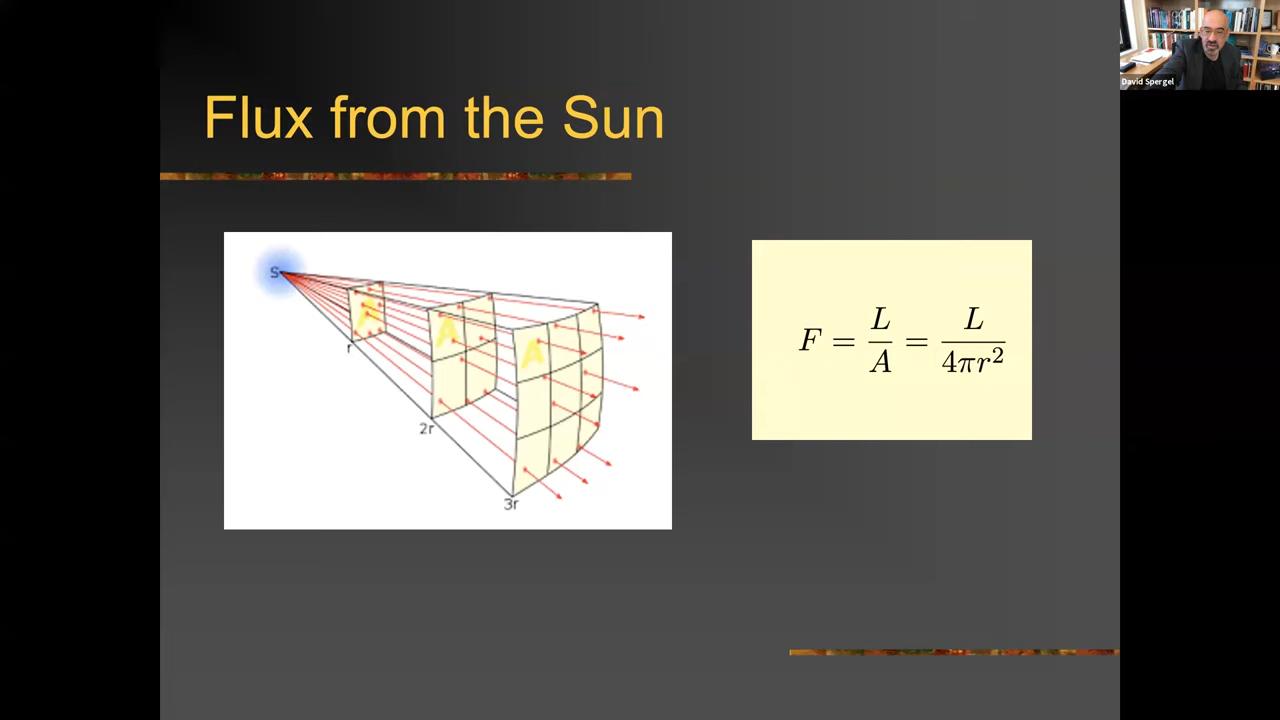 David Spergel
Flux from the Sun
S
A
A
A
r
2r
3r
F = L/A = L/4πr²